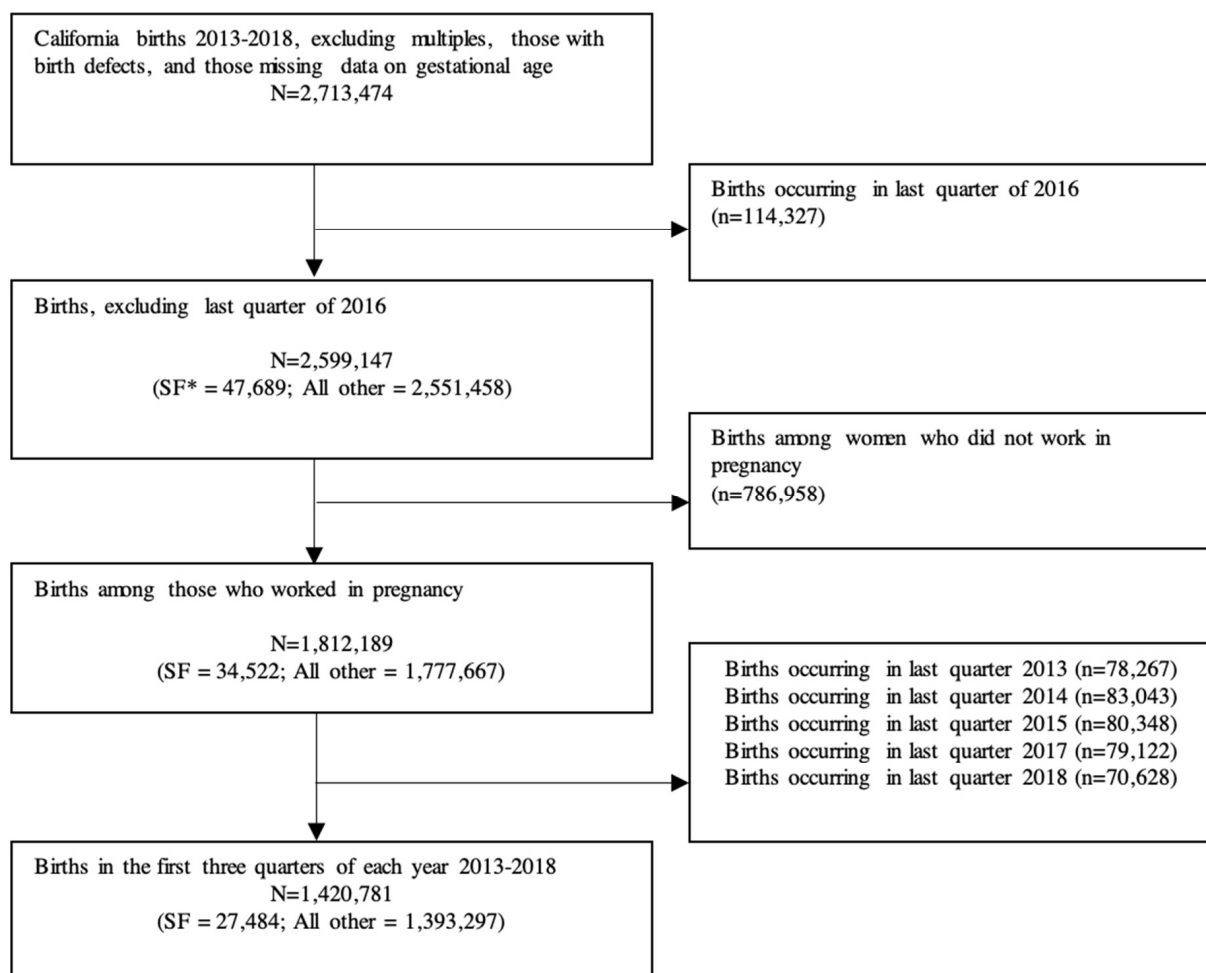 California births 2013-2018, excluding multiples, those with
birth defects, and those missing data on gestational age
N=2,713,474
Births occurring in last quarter of 2016
(n=114,327)
Births, excluding last quarter of 2016
N=2,599,147
(SF* = 47,689; All other = 2,551,458)
Births among women who did not work in
pregnancy
(n=786,958)
Births among those who worked in pregnancy
N=1,812,189
(SF = 34,522; All other = 1,777,667)
Births occurring in last quarter 2013 (n=78,267)
Births occurring in last quarter 2014 (n=83,043)
Births occurring in last quarter 2015 (n=80,348)
Births occurring in last quarter 2017 (n=79,122)
Births occurring in last quarter 2018 (n=70,628)
Births in the first three quarters of each year 2013-2018
N=1,420,781
(SF = 27,484; All other = 1,393,297)